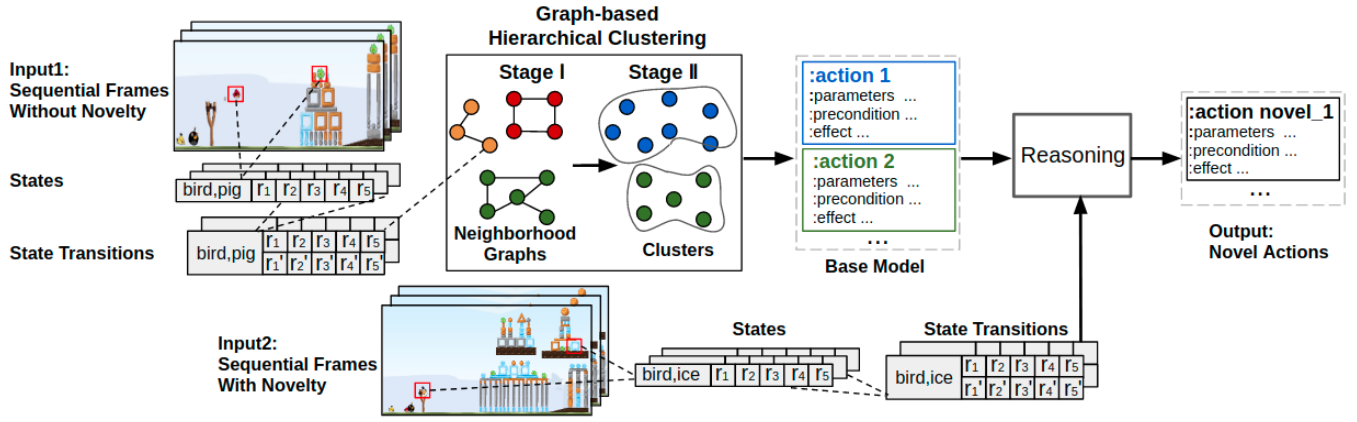 Graph-based
Hierarchical Clustering
Input1:
Sequential Frames
Without Novelty
Stage Ⅰ
Stage Ⅱ
Neighborhood
Graphs
Clusters
States
bird,pig r1 r2 r3 r4 r5
State Transitions
bird,pig
r1 r2 r3 r4 r5
r1' r2' r3' r4' r5'
:action 1
:parameters ...
:precondition ...
:effect ...
:action 2
:parameters ...
:precondition ...
:effect ...
...
Base Model
Reasoning
:action novel_1
:parameters ...
:precondition ...
:effect ...
...
Output:
Novel Actions
Input2:
Sequential Frames
With Novelty
States
bird,ice r1 r2 r3 r4 r5
State Transitions
bird,ice
r1 r2 r3 r4 r5
r1' r2' r3' r4' r5'